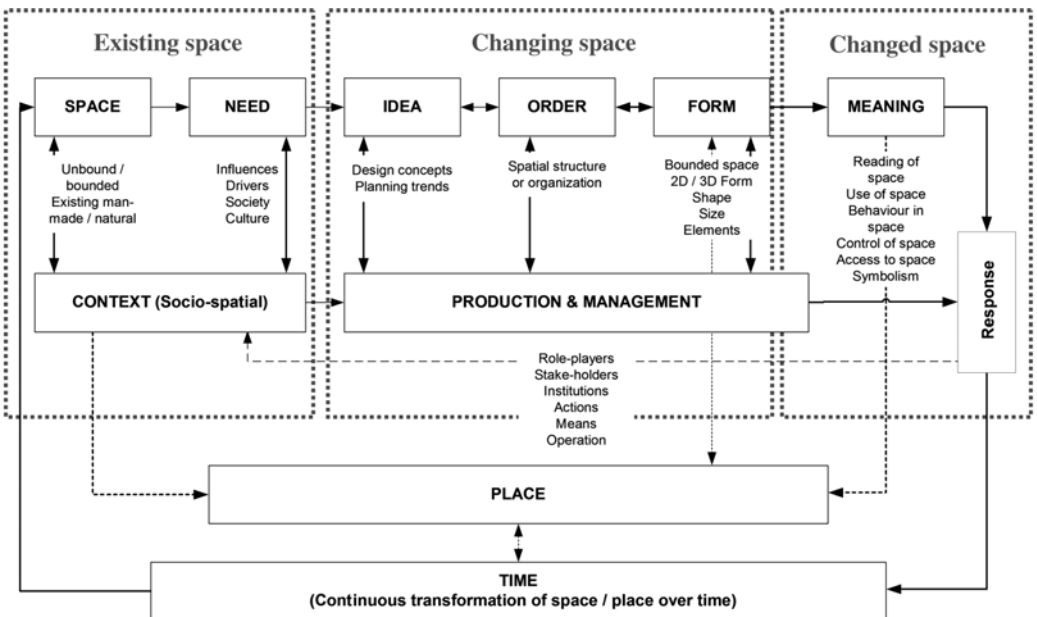 Existing space
Changing space
Changed space
SPACE
NEED
IDEA
ORDER
FORM
MEANING
Unbound /
bounded
Existing man-
made / natural
Influences
Drivers
Society
Culture
Design concepts
Planning trends
Spatial structure
or organization
Bounded space
2D / 3D Form
Shape
Size
Elements
Reading of
space
Use of space
Behaviour in
space
Control of space
Access to space
Symbolism
CONTEXT (Socio-spatial)
PRODUCTION & MANAGEMENT
Response
Role-players
Stake-holders
Institutions
Actions
Means
Operation
PLACE
TIME
(Continuous transformation of space / place over time)